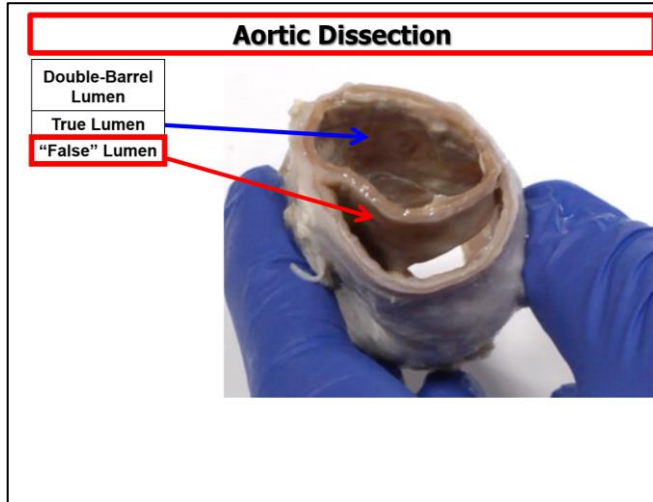 Aortic Dissection
Double-Barrel
Lumen
True Lumen
“False” Lumen